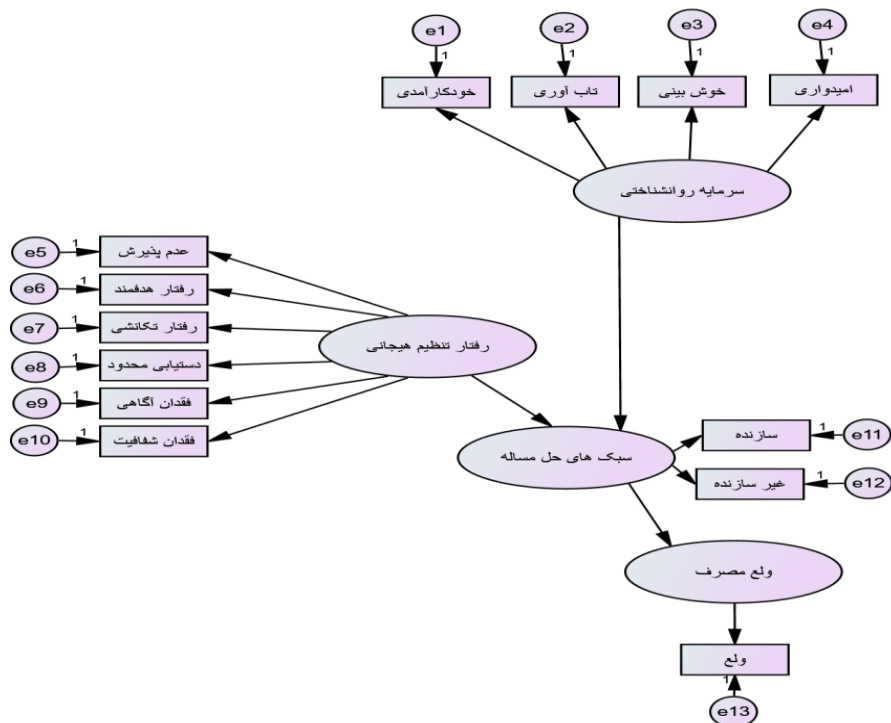 e1
e2
e3
e4
1
1
1
1
خودکارآمدی
تاب آوری
خوش بینی
امیدواری
سرمایه روانشناختی
e5
1
عدم پذیرش
e6
1
رفتار هدفمند
e7
1
رفتار تکانشی
e8
1
دستیابی محدود
e9
1
فقدان آگاهی
e10
1
فقدان شفافیت
رفتار تنظیم هیجانی
سبک های حل مساله
سازنده
1
e11
غیر سازنده
1
e12
ولع مصرف
ولع
1
e13